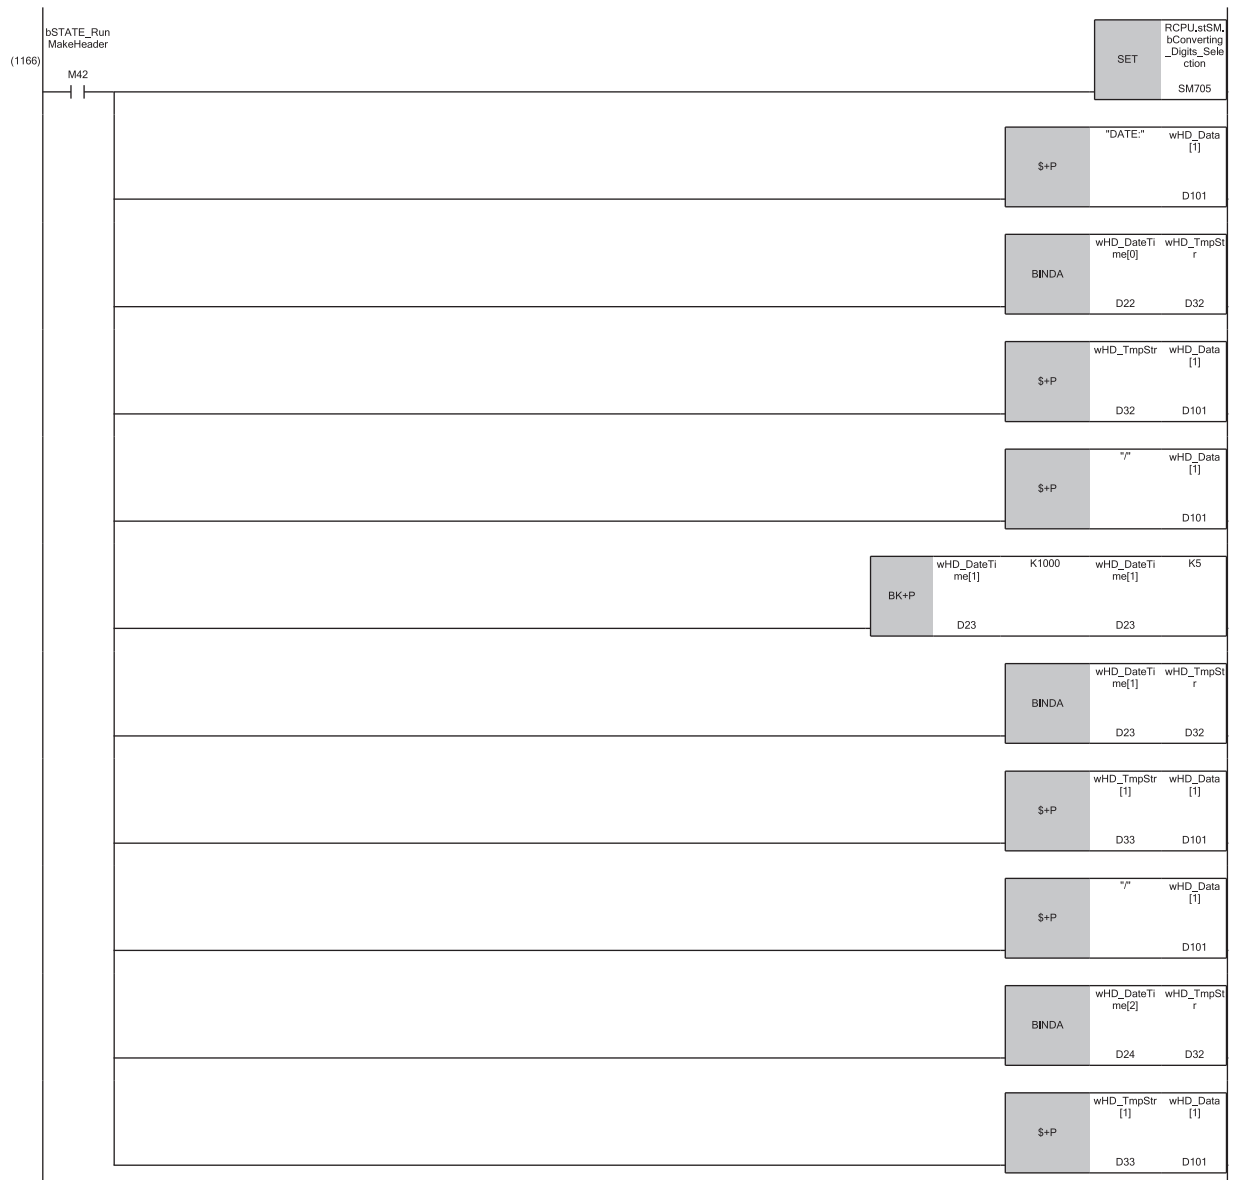 bSTATE_Run
MakeHeader
(1166)
M42
SET
RCPU.stSM.
bConverting
_Digits_Sele
ction
SM705
$+P
"DATE:"
wHD_Data
[1]
D101
BINDA
wHD_DateTi
me[0]
wHD_TmpSt
r
D22
D32
$+P
wHD_TmpStr
wHD_Data
[1]
D32
D101
$+P
"/"
wHD_Data
[1]
D101
BK+P
wHD_DateTi
me[1]
K1000
wHD_DateTi
me[1]
K5
D23
D23
BINDA
wHD_DateTi
me[1]
wHD_TmpSt
r
D23
D32
$+P
wHD_TmpStr
[1]
wHD_Data
[1]
D33
D101
$+P
"/"
wHD_Data
[1]
D101
BINDA
wHD_DateTi
me[2]
wHD_TmpSt
r
D24
D32
$+P
wHD_TmpStr
[1]
wHD_Data
[1]
D33
D101